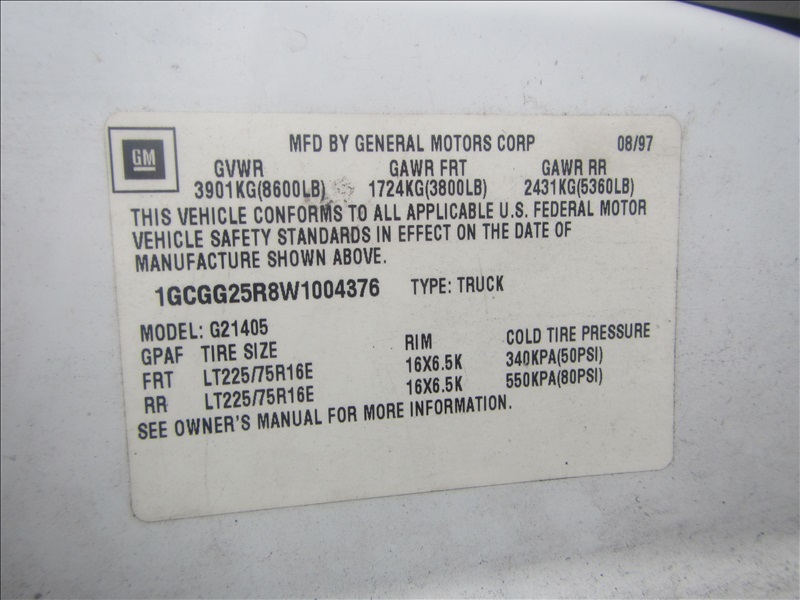 GM
MFD BY GENERAL MOTORS CORP 08/97
GVWR GAWR FRT GAWR RR
3901KG(8600LB) 1724KG(3800LB) 2431KG(5360LB)
THIS VEHICLE CONFORMS TO ALL APPLICABLE U.S. FEDERAL MOTOR
VEHICLE SAFETY STANDARDS IN EFFECT ON THE DATE OF
MANUFACTURE SHOWN ABOVE.
1GCGG25R8W1004376 TYPE: TRUCK
MODEL: G21405
GPAF TIRE SIZE RIM COLD TIRE PRESSURE
FRT LT225/75R16E 16X6.5K 340KPA(50PSI)
RR LT225/75R16E 16X6.5K 550KPA(80PSI)
SEE OWNER'S MANUAL FOR MORE INFORMATION.